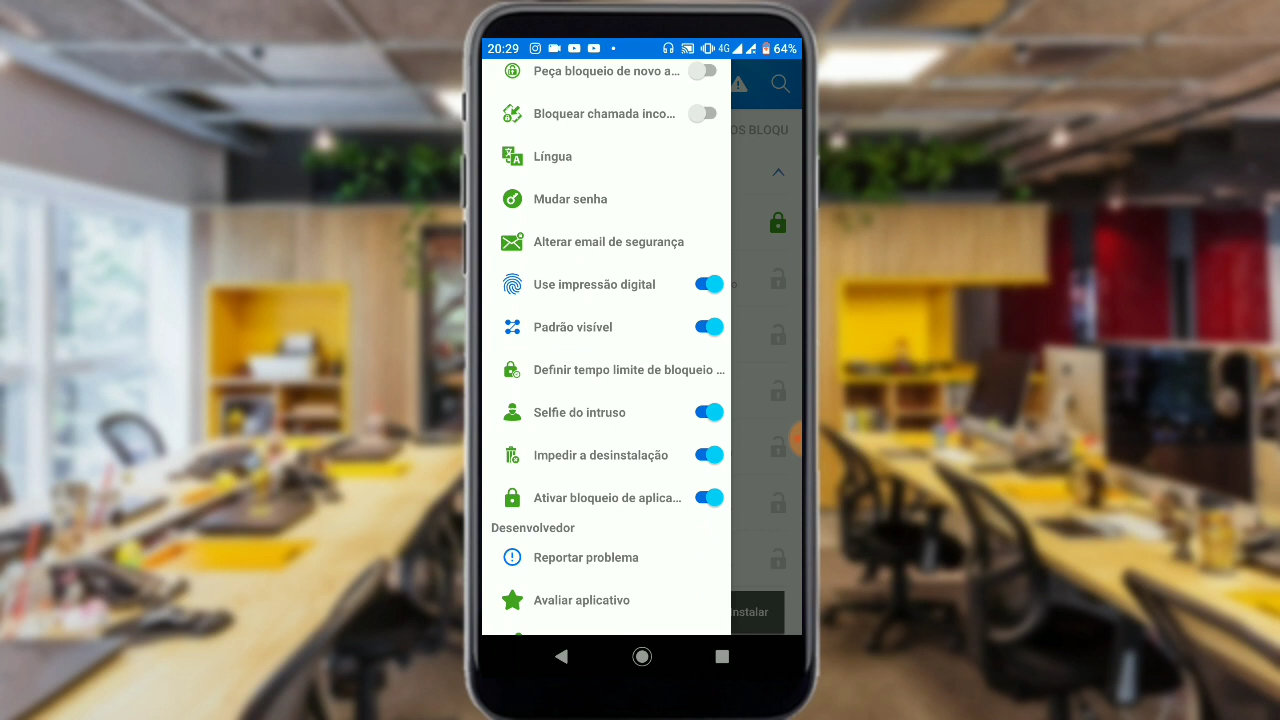 20:29 4G 64%
Peça bloqueio de novo a...
OS BLOQU
Bloquear chamada inco...
Língua
Mudar senha
Alterar email de segurança
Use impressão digital
o
Padrão visível
Definir tempo limite de bloqueio ...
Selfie do intruso
Impedir a desinstalação
Ativar bloqueio de aplica...
Desenvolvedor
Reportar problema
Avaliar aplicativo
instalar